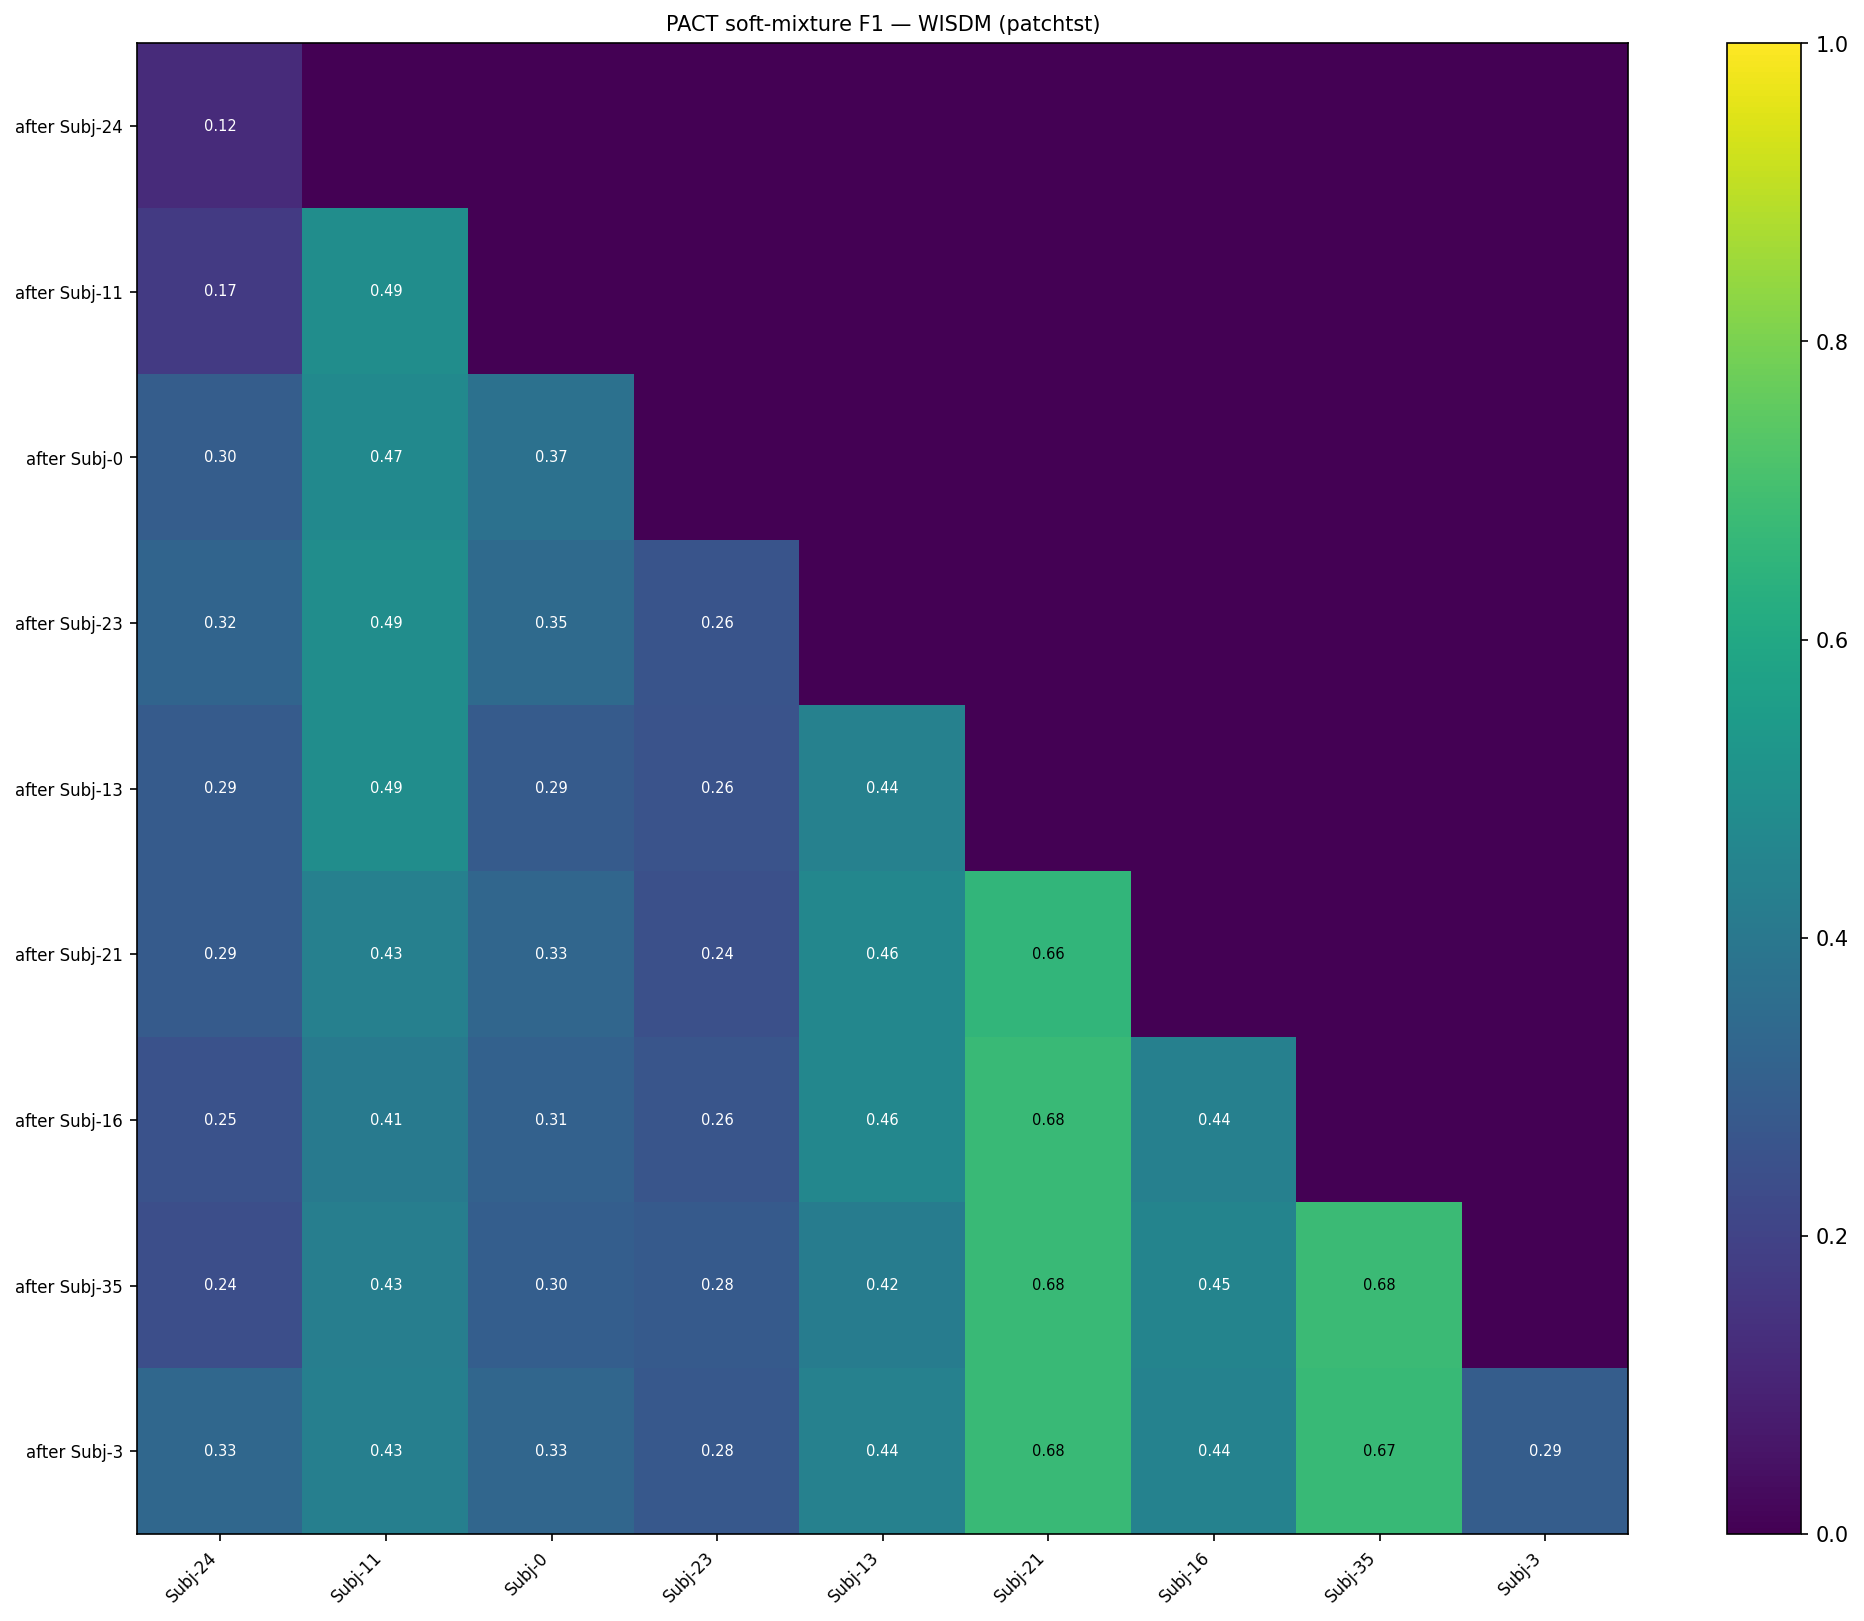 PACT soft-mixture F1 — WISDM (patchtst)
after Subj-24 0.12
after Subj-11 0.17 0.49
after Subj-0 0.30 0.47 0.37
after Subj-23 0.32 0.49 0.35 0.26
after Subj-13 0.29 0.49 0.29 0.26 0.44
after Subj-21 0.29 0.43 0.33 0.24 0.46 0.66
after Subj-16 0.25 0.41 0.31 0.26 0.46 0.68 0.44
after Subj-35 0.24 0.43 0.30 0.28 0.42 0.68 0.45 0.68
after Subj-3 0.33 0.43 0.33 0.28 0.44 0.68 0.44 0.67 0.29
Subj-24 Subj-11 Subj-0 Subj-23 Subj-13 Subj-21 Subj-16 Subj-35 Subj-3
1.0
0.8
0.6
0.4
0.2
0.0